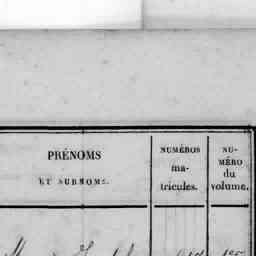 PRÉNOMS
ET SURNOMS.
NUMÉROS
ma-
tricules.
NU-
MÉRO
du
volume.